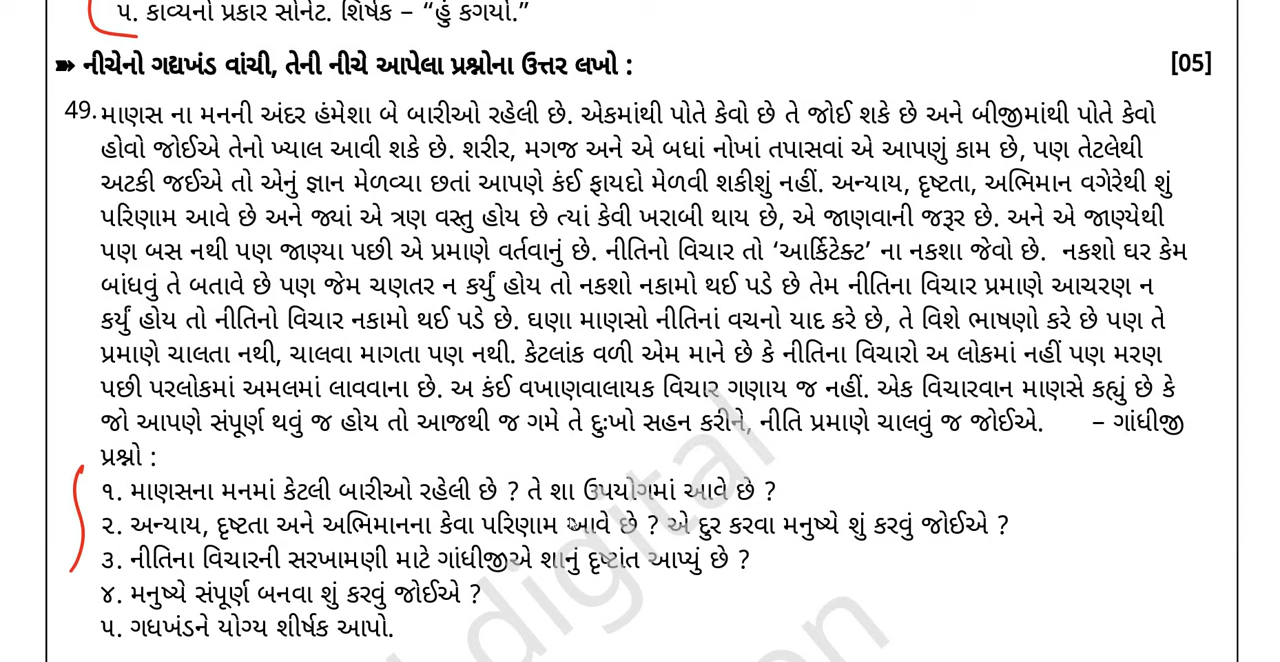 ૫. કાવ્યનો પ્રકાર સોનેટ. શિર્ષક – “હું કગયો.”
➽ નીચેનો ગદ્યખંડ વાંચી, તેની નીચે આપેલા પ્રશ્નોના ઉત્તર લખો : [05]
49. માણસ ના મનની અંદર હંમેશા બે બારીઓ રહેલી છે. એકમાંથી પોતે કેવો છે તે જોઈ શકે છે અને બીજીમાંથી પોતે કેવો
હોવો જોઈએ તેનો ખ્યાલ આવી શકે છે. શરીર, મગજ અને એ બધાં નોખાં તપાસવાં એ આપણું કામ છે, પણ તેટલેથી
અટકી જઈએ તો એનું જ્ઞાન મેળવ્યા છતાં આપણે કંઈ ફાયદો મેળવી શકીશું નહીં. અન્યાય, દૃષ્ટતા, અભિમાન વગેરેથી શું
પરિણામ આવે છે અને જ્યાં એ ત્રણ વસ્તુ હોય છે ત્યાં કેવી ખરાબી થાય છે, એ જાણવાની જરૂર છે. અને એ જાણ્યેથી
પણ બસ નથી પણ જાણ્યા પછી એ પ્રમાણે વર્તવાનું છે. નીતિનો વિચાર તો ‘આર્કિટેક્ટ’ ના નકશા જેવો છે. નકશો ઘર કેમ
બાંધવું તે બતાવે છે પણ જેમ ચણતર ન કર્યું હોય તો નકશો નકામો થઈ પડે છે તેમ નીતિના વિચાર પ્રમાણે આચરણ ન
કર્યું હોય તો નીતિનો વિચાર નકામો થઈ પડે છે. ઘણા માણસો નીતિનાં વચનો યાદ કરે છે, તે વિશે ભાષણો કરે છે પણ તે
પ્રમાણે ચાલતા નથી, ચાલવા માગતા પણ નથી. કેટલાંક વળી એમ માને છે કે નીતિના વિચારો અ લોકમાં નહીં પણ મરણ
પછી પરલોકમાં અમલમાં લાવવાના છે. અ કંઈ વખાણવાલાયક વિચાર ગણાય જ નહીં. એક વિચારવાન માણસે કહ્યું છે કે
જો આપણે સંપૂર્ણ થવું જ હોય તો આજથી જ ગમે તે દુઃખો સહન કરીને, નીતિ પ્રમાણે ચાલવું જ જોઈએ. – ગાંધીજી
પ્રશ્નો :
૧. માણસના મનમાં કેટલી બારીઓ રહેલી છે ? તે શા ઉપયોગમાં આવે છે ?
૨. અન્યાય, દૃષ્ટતા અને અભિમાનના કેવા પરિણામ આવે છે ? એ દુર કરવા મનુષ્યે શું કરવું જોઈએ ?
૩. નીતિના વિચારની સરખામણી માટે ગાંધીજીએ શાનું દૃષ્ટાંત આપ્યું છે ?
૪. મનુષ્યે સંપૂર્ણ બનવા શું કરવું જોઈએ ?
૫. ગધખંડને યોગ્ય શીર્ષક આપો.
digital